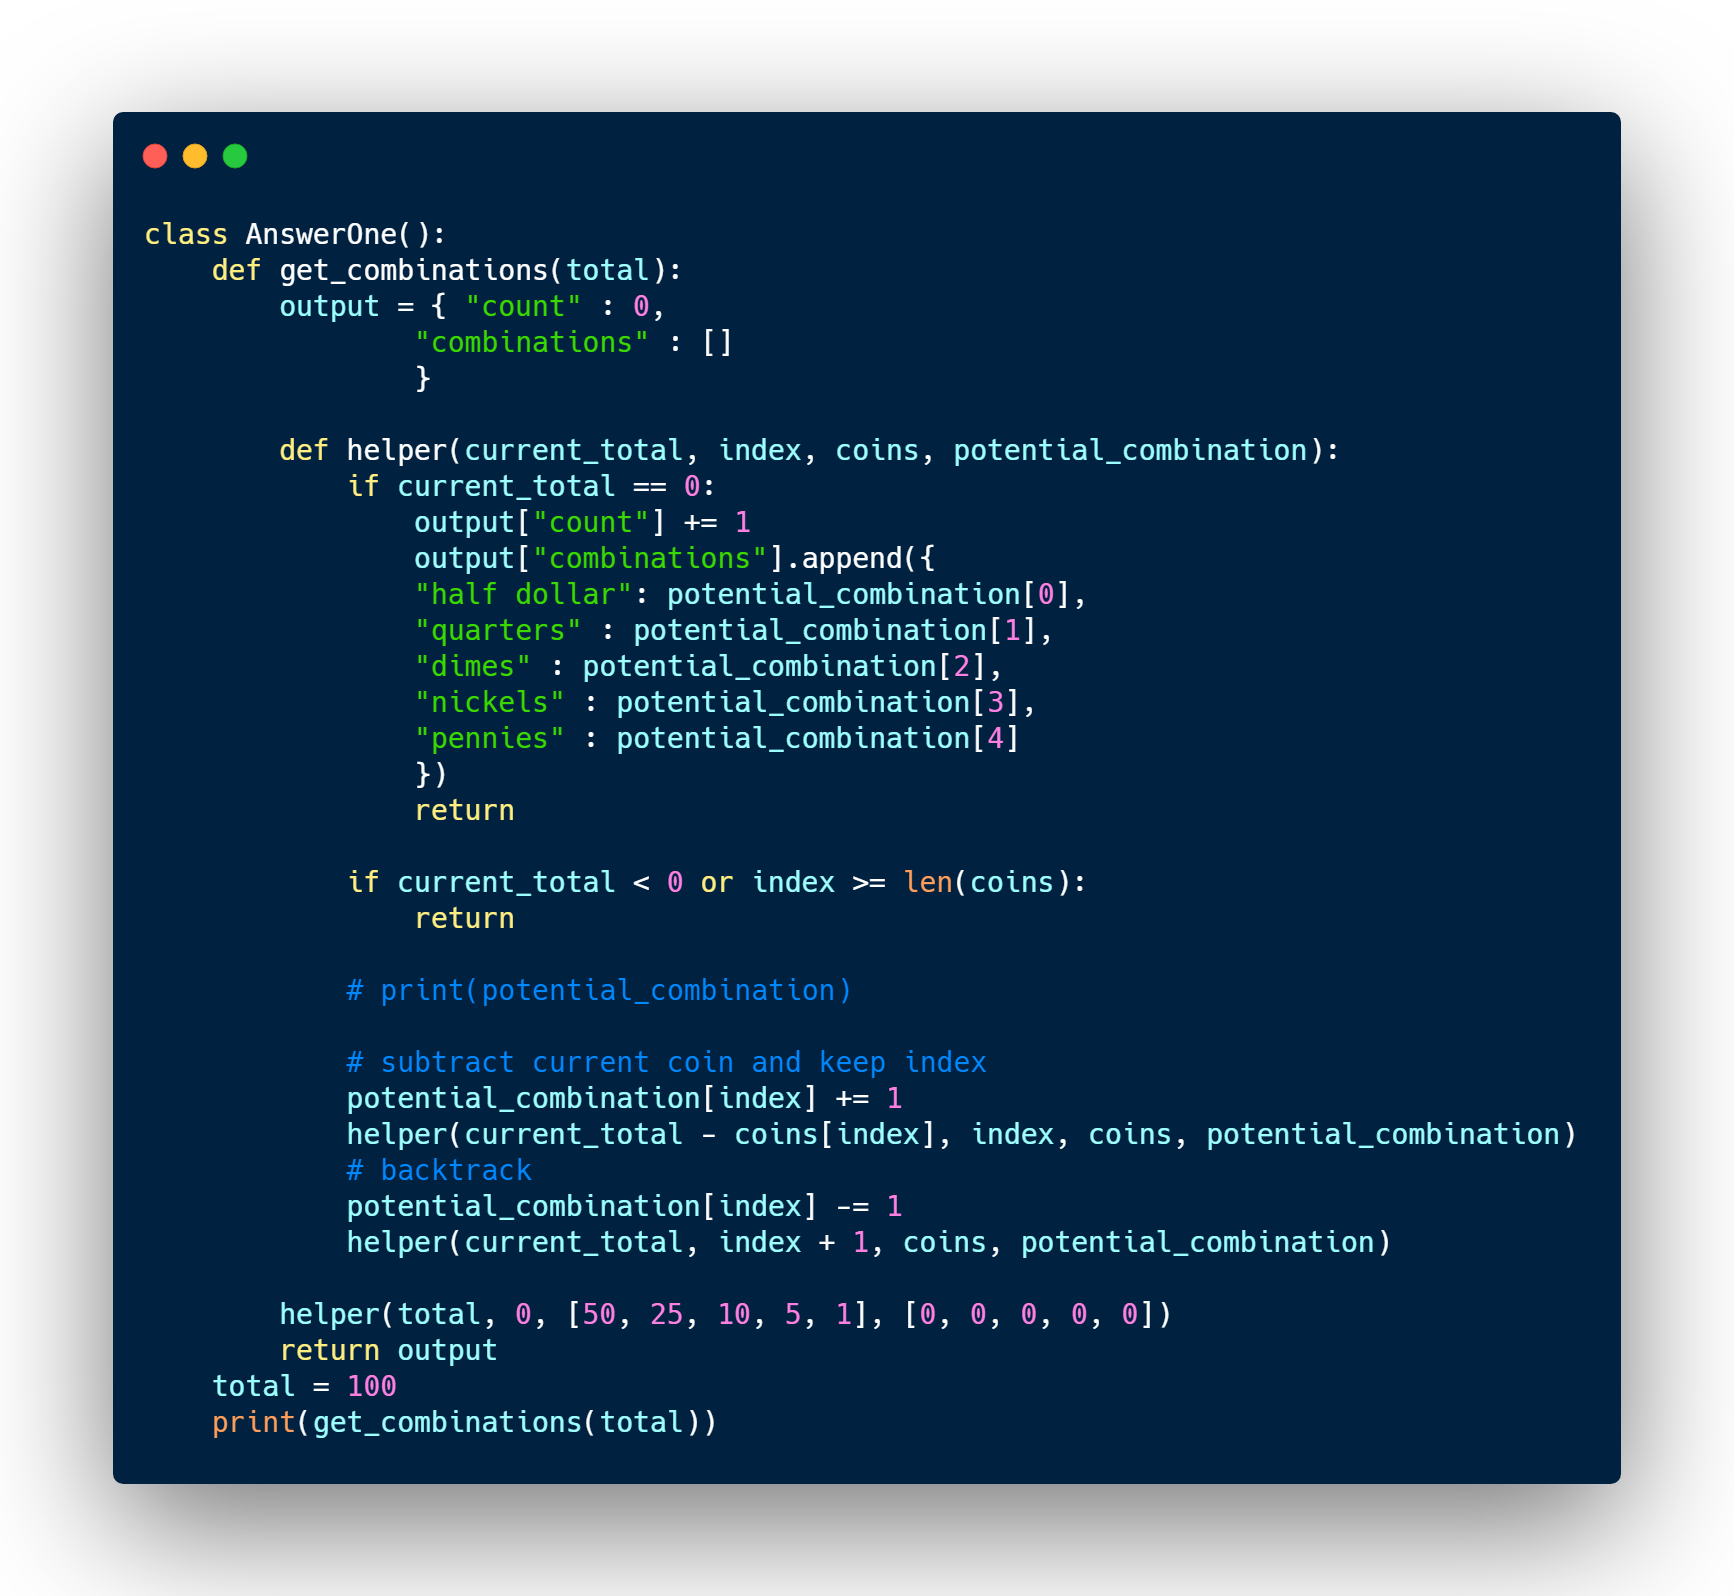 class AnswerOne():
    def get_combinations(total):
        output = { "count" : 0,
                "combinations" : []
                }

        def helper(current_total, index, coins, potential_combination):
            if current_total == 0:
                output["count"] += 1
                output["combinations"].append({
                "half dollar": potential_combination[0],
                "quarters" : potential_combination[1],
                "dimes" : potential_combination[2],
                "nickels" : potential_combination[3],
                "pennies" : potential_combination[4]
                })
                return

            if current_total < 0 or index >= len(coins):
                return

            # print(potential_combination)

            # subtract current coin and keep index
            potential_combination[index] += 1
            helper(current_total - coins[index], index, coins, potential_combination)
            # backtrack
            potential_combination[index] -= 1
            helper(current_total, index + 1, coins, potential_combination)

        helper(total, 0, [50, 25, 10, 5, 1], [0, 0, 0, 0, 0])
        return output
    total = 100
    print(get_combinations(total))